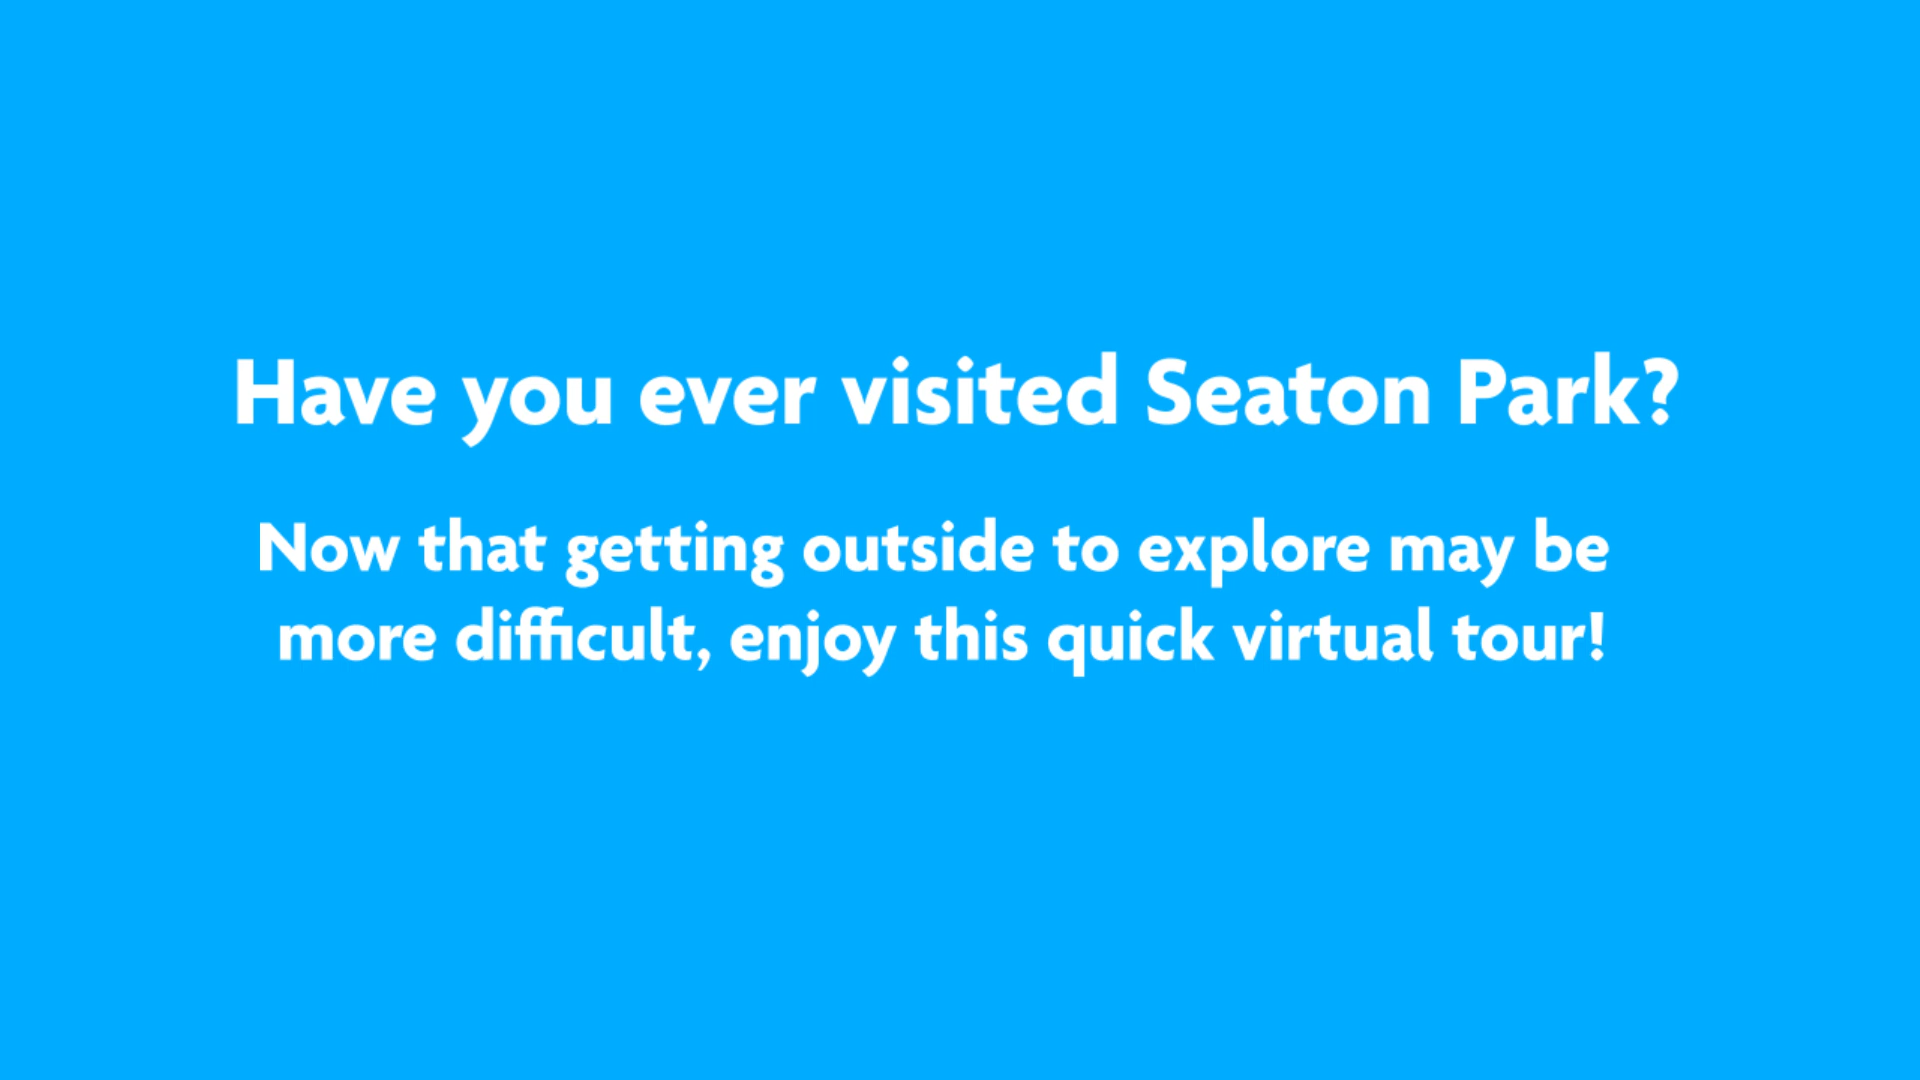 Have you ever visited Seaton Park?
Now that getting outside to explore may be
more difficult, enjoy this quick virtual tour!